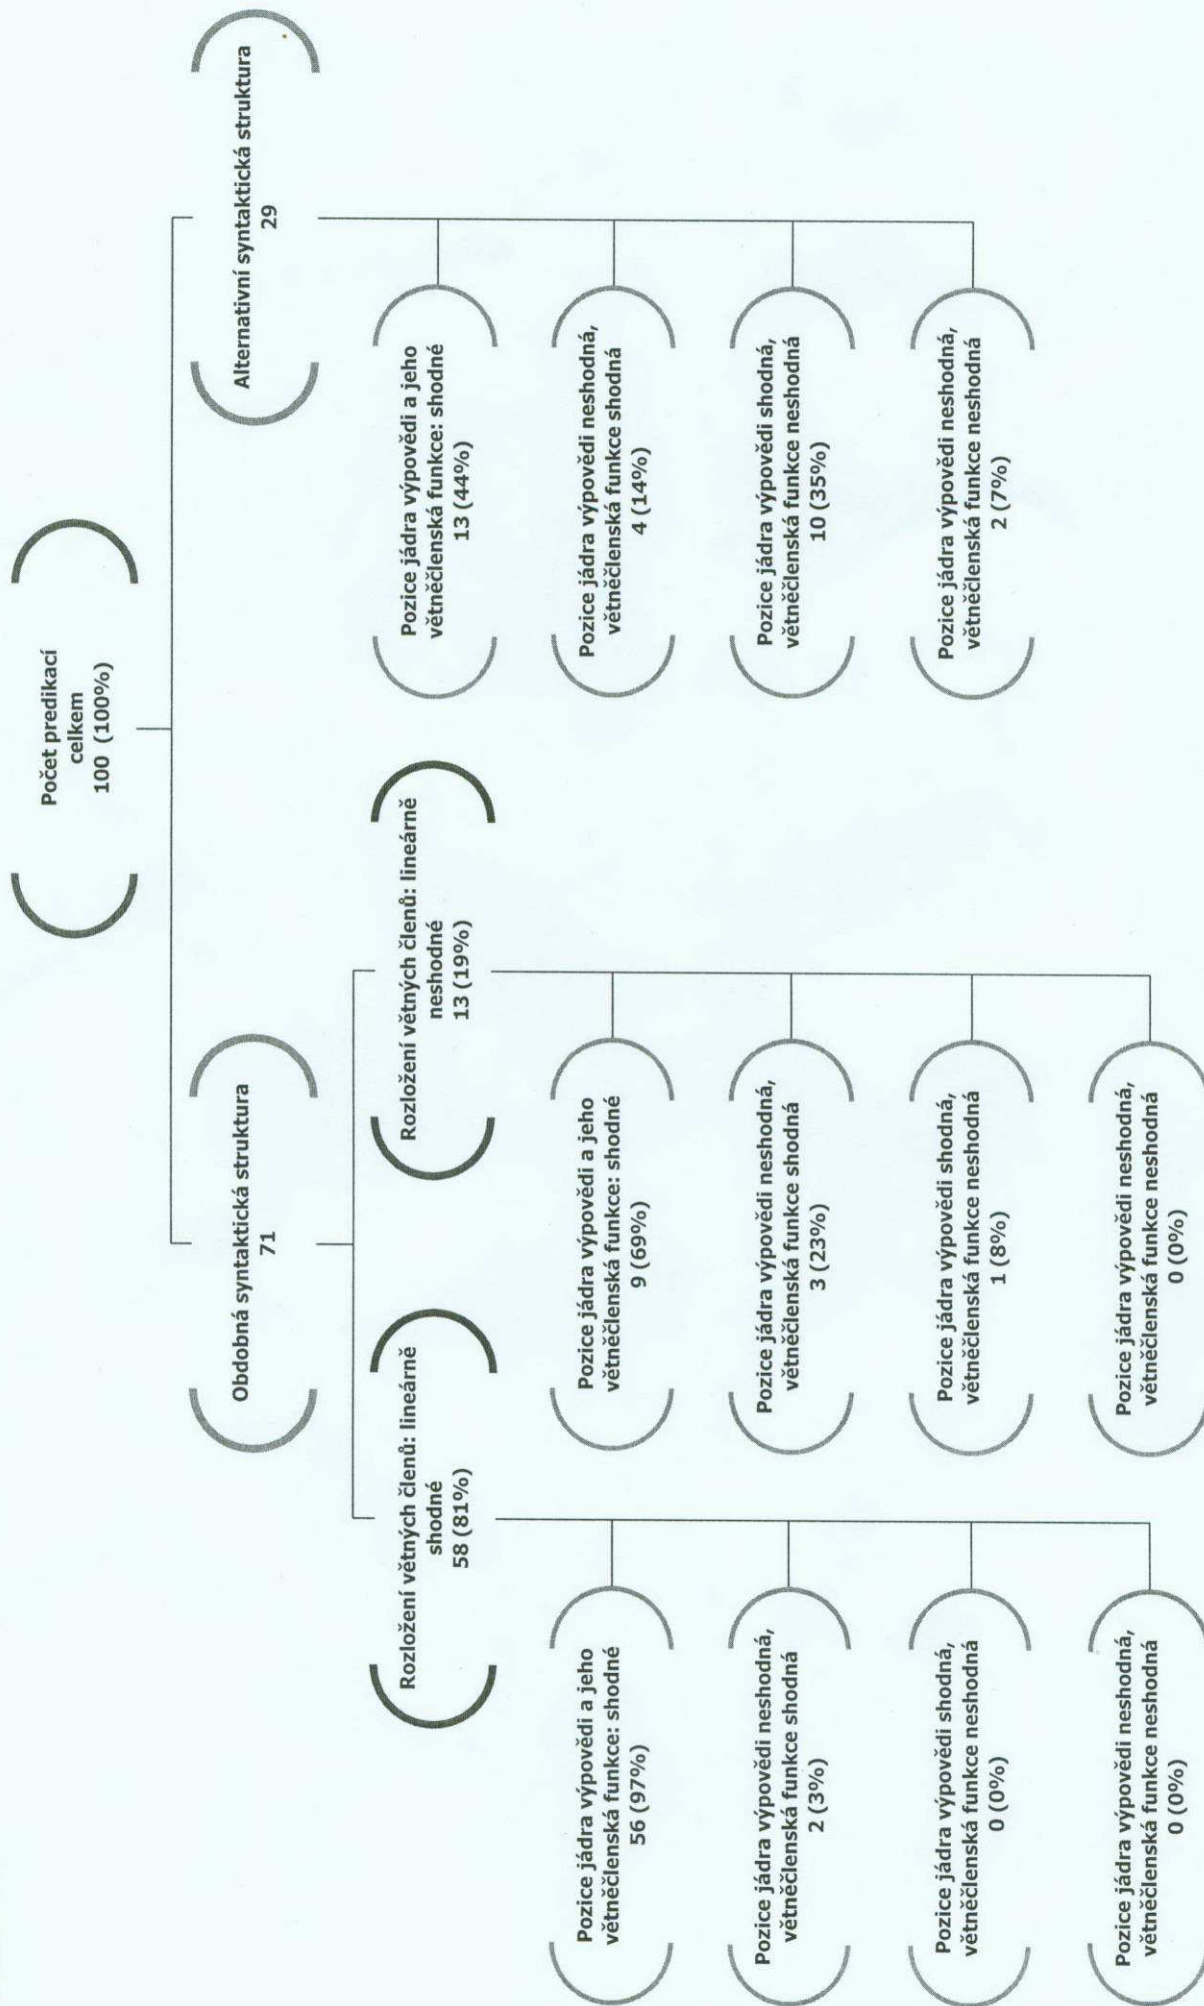 Počet predikací
celkem
100 (100%)
Obdobná syntaktická struktura
71
Alternativní syntaktická struktura
29
Rozložení větných členů: lineárně
shodné
58 (81%)
Rozložení větných členů: lineárně
neshodné
13 (19%)
Pozice jádra výpovědi a jeho
větněčlenská funkce: shodné
56 (97%)
Pozice jádra výpovědi neshodná,
větněčlenská funkce shodná
2 (3%)
Pozice jádra výpovědi shodná,
větněčlenská funkce neshodná
0 (0%)
Pozice jádra výpovědi neshodná,
větněčlenská funkce neshodná
0 (0%)
Pozice jádra výpovědi a jeho
větněčlenská funkce: shodné
9 (69%)
Pozice jádra výpovědi neshodná,
větněčlenská funkce shodná
3 (23%)
Pozice jádra výpovědi shodná,
větněčlenská funkce neshodná
1 (8%)
Pozice jádra výpovědi neshodná,
větněčlenská funkce neshodná
0 (0%)
Pozice jádra výpovědi a jeho
větněčlenská funkce: shodné
13 (44%)
Pozice jádra výpovědi neshodná,
větněčlenská funkce shodná
4 (14%)
Pozice jádra výpovědi shodná,
větněčlenská funkce neshodná
10 (35%)
Pozice jádra výpovědi neshodná,
větněčlenská funkce neshodná
2 (7%)